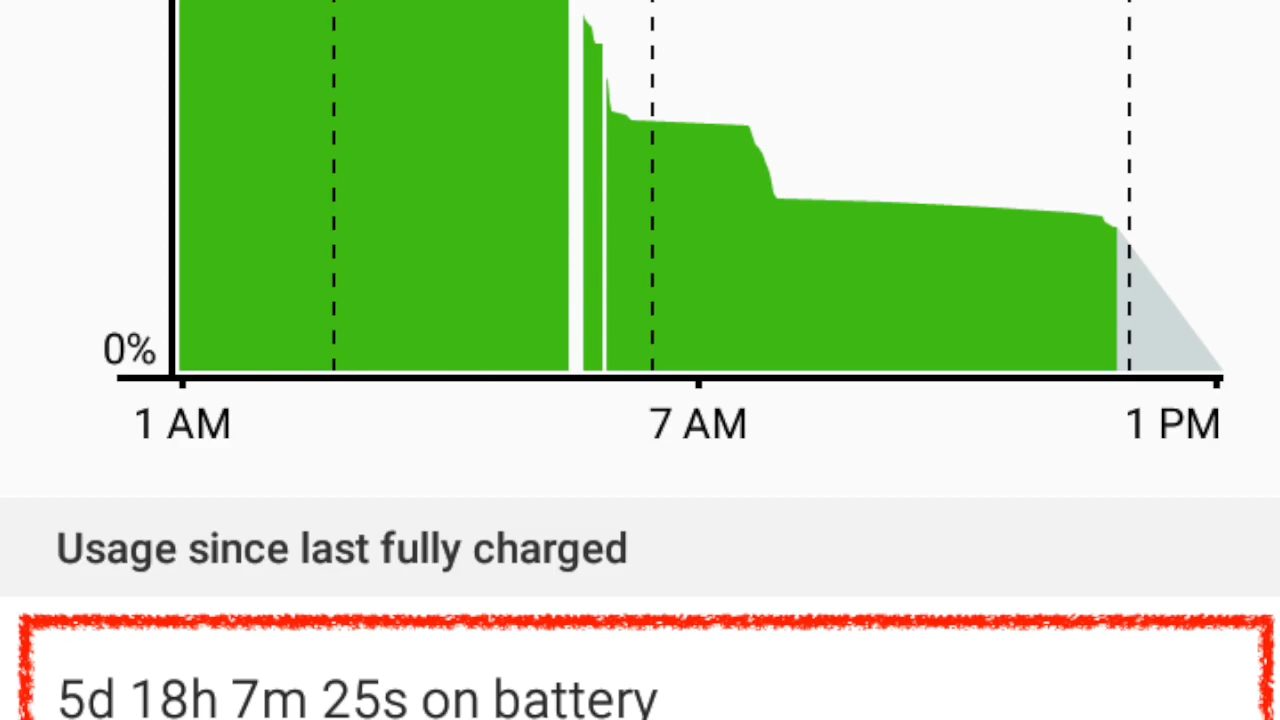 0%
1 AM 7 AM 1 PM
Usage since last fully charged
5d 18h 7m 25s on battery